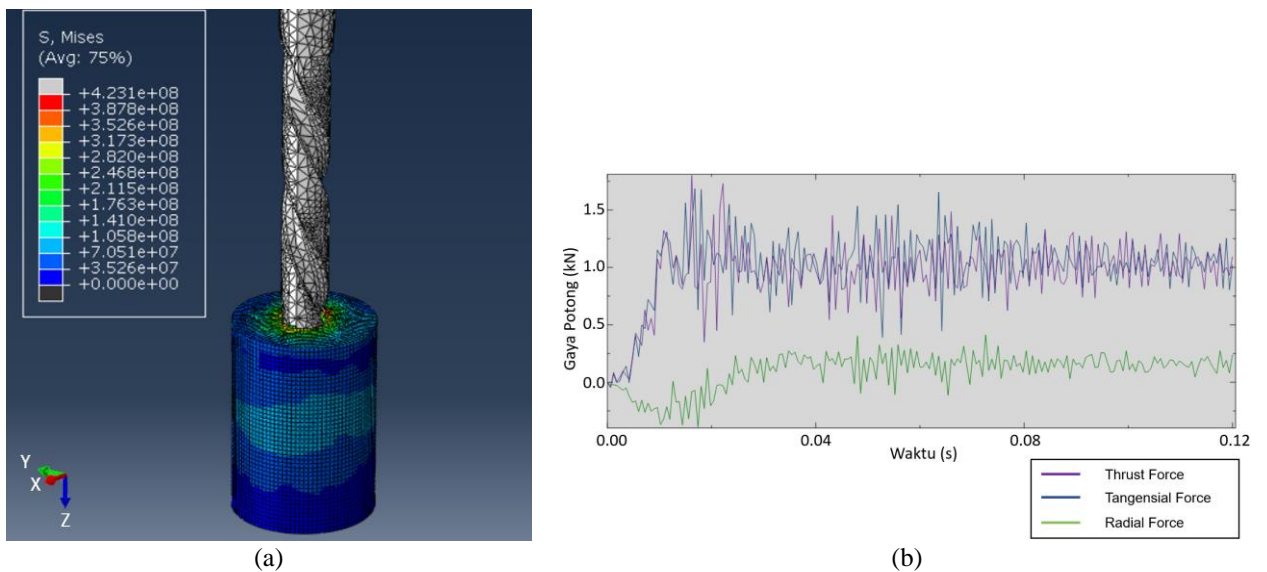 S, Mises
(Avg: 75%)
+4.231e+08
+3.878e+08
+3.526e+08
+3.173e+08
+2.820e+08
+2.468e+08
+2.115e+08
+1.763e+08
+1.410e+08
+1.058e+08
+7.051e+07
+3.526e+07
+0.000e+00
Y
X
Z
(a)
Gaya Potong (kN)
1.5
1.0
0.5
0.0
0.00 0.04 0.08 0.12
Waktu (s)
Thrust Force
Tangensial Force
Radial Force
(b)